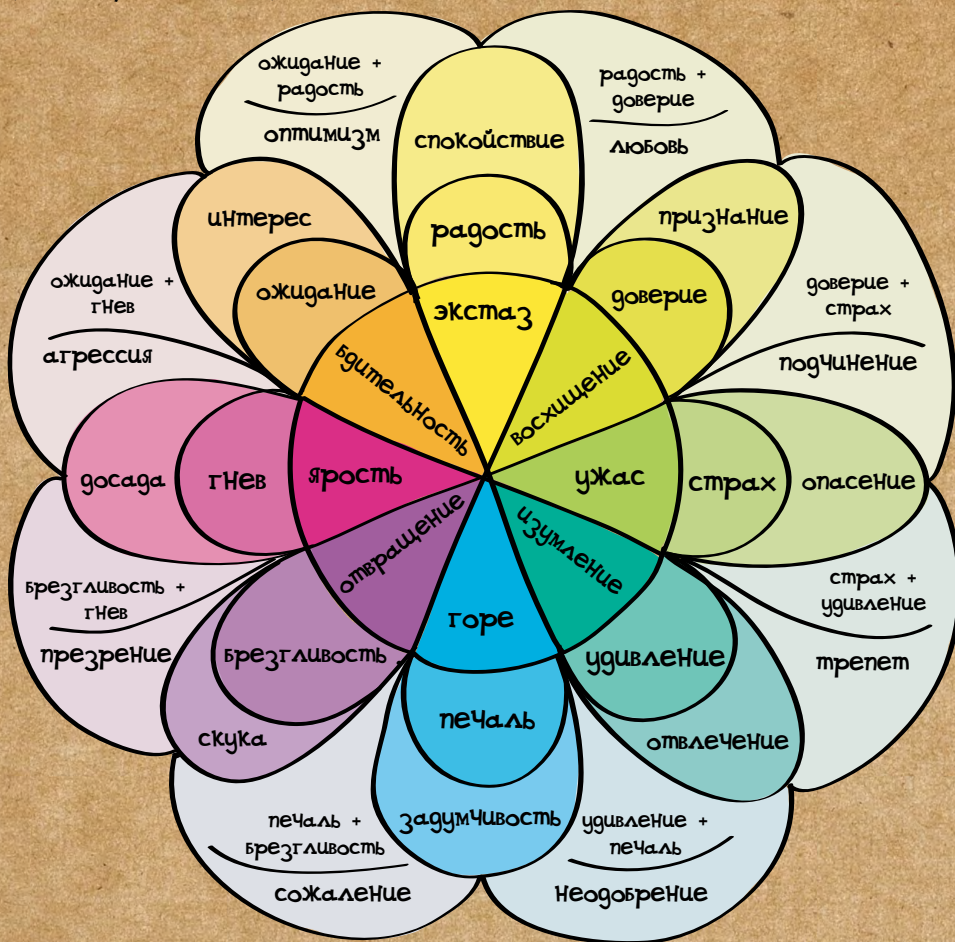 ожидание +
радость
оптимизм
радость +
доверие
любовь
спокойствие
радость
экстаз
интерес
ожидание
бдительность
признание
доверие
восхищение
ожидание +
гнев
агрессия
доверие +
страх
подчинение
досада
гнев
ярость
ужас
страх
опасение
отвращение
брезгливость
скука
изумление
удивление
отвлечение
горе
печаль
задумчивость
брезгливость +
гнев
презрение
страх +
удивление
трепет
печаль +
брезгливость
сожаление
удивление +
печаль
неодобрение